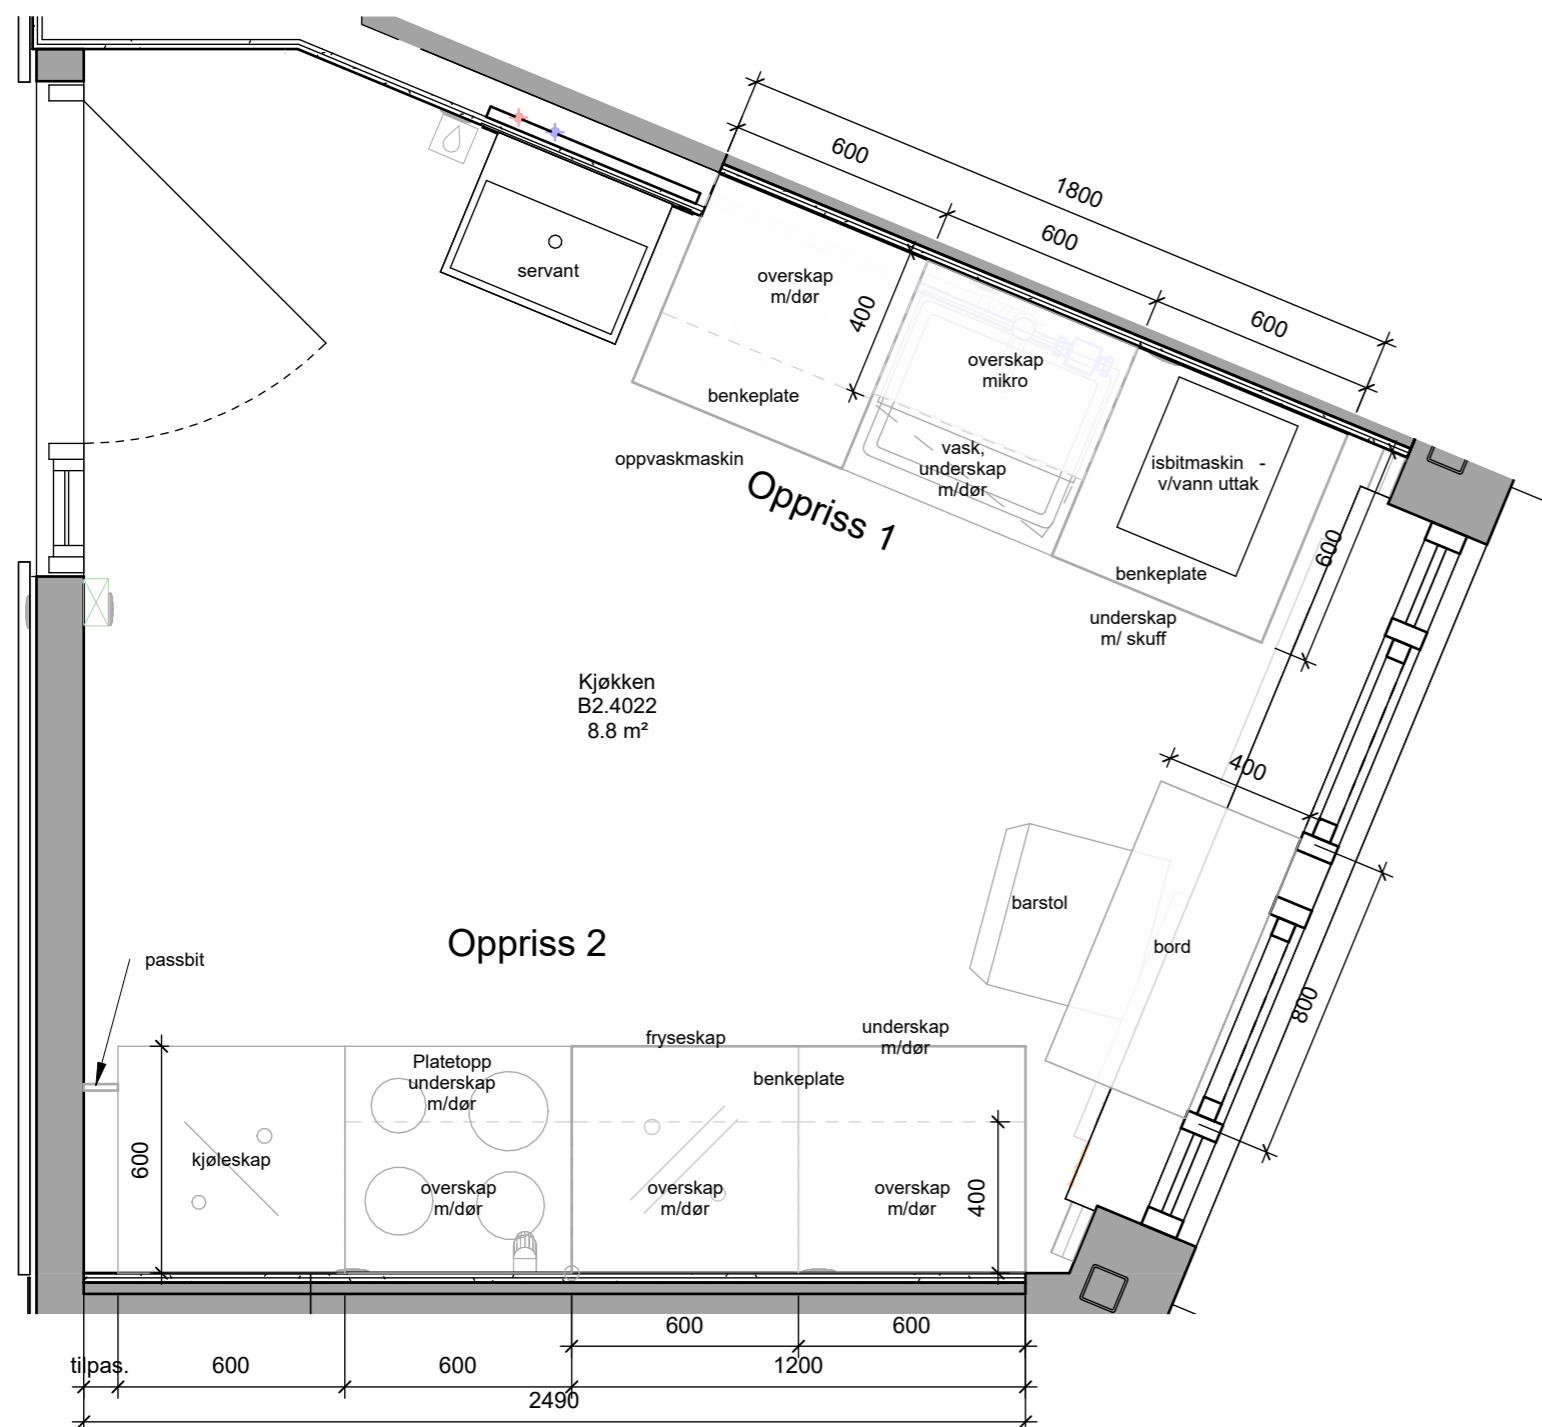 600
1800
600
600
servant
overskap
m/dør
400
overskap
mikro
benkeplate
oppvaskmaskin
Oppriss 1
vask,
underskap
m/dør
isbitmaskin -
v/vann uttak
600
benkeplate
underskap
m/ skuff
Kjøkken
B2.4022
8.8 m²
400
barstol
bord
800
Oppriss 2
passbit
fryseskap
underskap
m/dør
Platetopp
underskap
m/dør
benkeplate
600
kjøleskap
overskap
m/dør
overskap
m/dør
overskap
m/dør
400
600
600
tilpas.
600
600
1200
2490